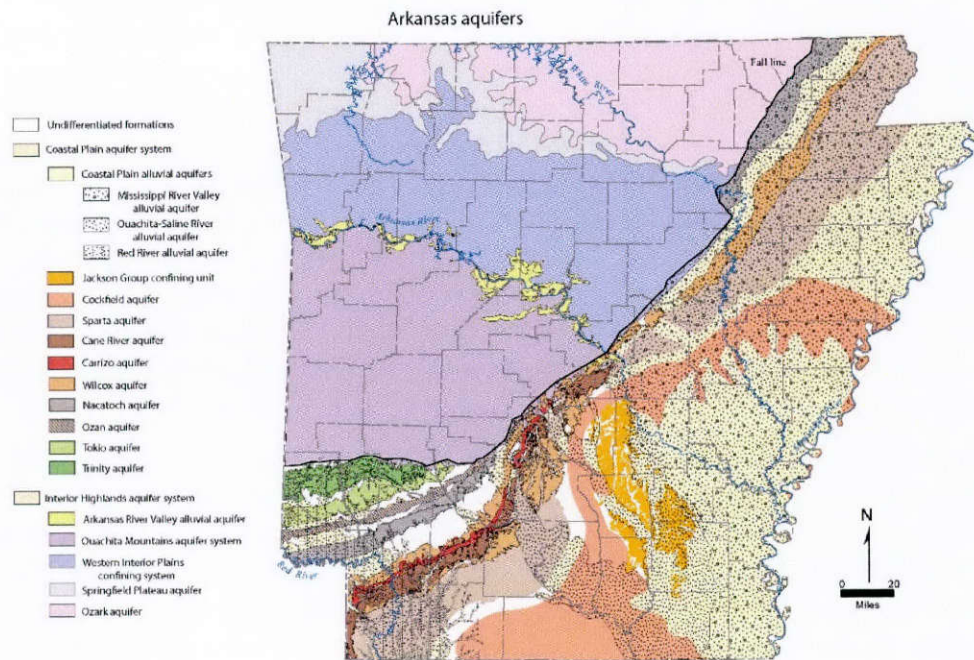 Arkansas aquifers
Fall line
White River
Undifferentiated formations
Coastal Plain aquifer system
Coastal Plain alluvial aquifers
Mississippi River Valley
alluvial aquifer
Ouachita-Saline River
alluvial aquifer
Red River alluvial aquifer
Arkansas River
Jackson Group confining unit
Cockfield aquifer
Sparta aquifer
Cane River aquifer
Carrizo aquifer
Wilcox aquifer
Nacatoch aquifer
Ozan aquifer
Tokio aquifer
Trinity aquifer
Interior Highlands aquifer system
Arkansas River Valley alluvial aquifer
Ouachita Mountains aquifer system
Western Interior Plains
confining system
Springfield Plateau aquifer
Ozark aquifer
Red River
N
0 20
Miles